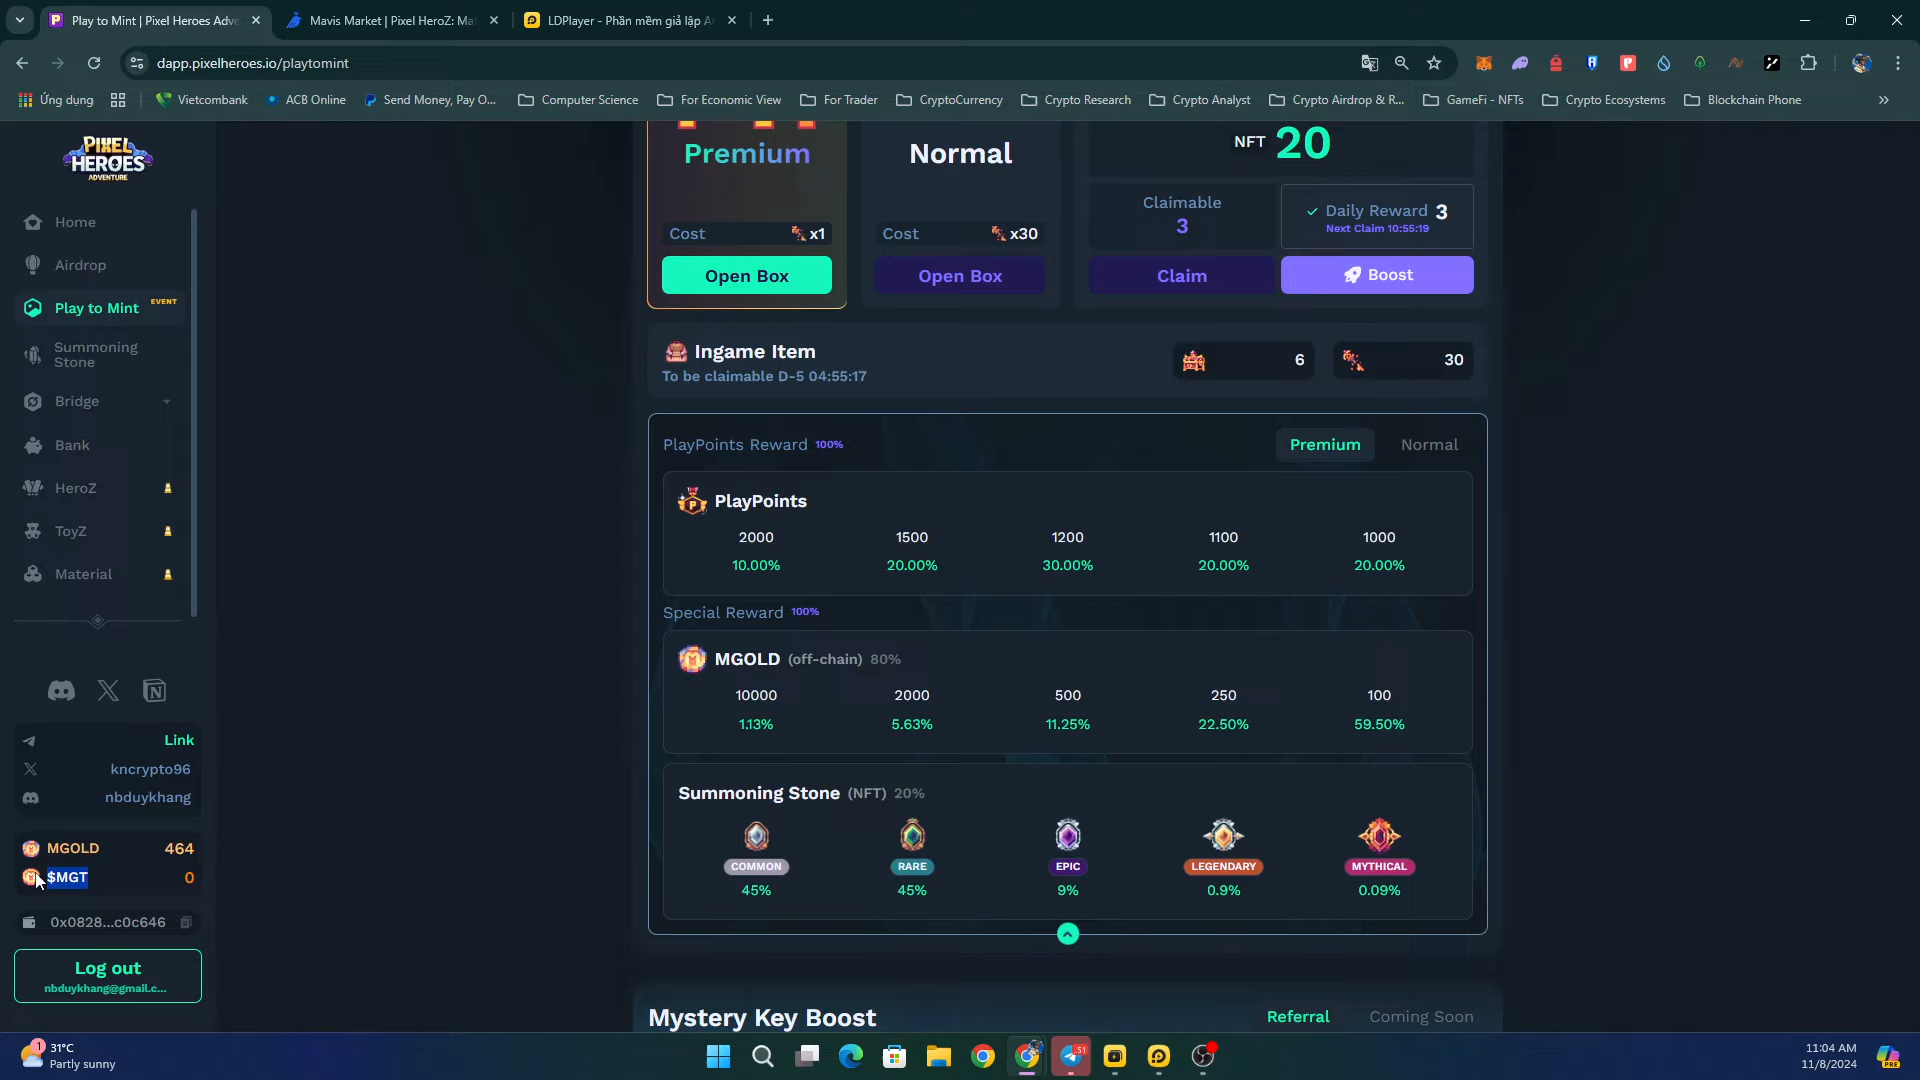 Play to Mint | Pixel Heroes Adve
Mavis Market | Pixel HeroZ: Ma
LDPlayer - Phần mềm giả lập A
dapp.pixelheroes.io/playtomint
Ứng dụng
Vietcombank
ACB Online
Send Money, Pay O...
Computer Science
For Economic View
For Trader
CryptoCurrency
Crypto Research
Crypto Analyst
Crypto Airdrop & R...
GameFi - NFTs
Crypto Ecosystems
Blockchain Phone
PIXEL
HEROES
ADVENTURE
Home
Airdrop
Play to Mint EVENT
Summoning
Stone
Bridge
Bank
HeroZ
ToyZ
Material
Link
kncrypto96
nbduykhang
MGOLD 464
$MGT 0
0x0828...c0c646
Log out
nbduykhang@gmail.c...
Premium
Cost x1
Open Box
Normal
Cost x30
Open Box
NFT 20
Claimable
3
Daily Reward 3
Next Claim 10:55:19
Claim
Boost
Ingame Item
To be claimable D-5 04:55:17
6
30
PlayPoints Reward 100%
Premium
Normal
PlayPoints
2000 1500 1200 1100 1000
10.00% 20.00% 30.00% 20.00% 20.00%
Special Reward 100%
MGOLD (off-chain) 80%
10000 2000 500 250 100
1.13% 5.63% 11.25% 22.50% 59.50%
Summoning Stone (NFT) 20%
COMMON RARE EPIC LEGENDARY MYTHICAL
45% 45% 9% 0.9% 0.09%
Mystery Key Boost
Referral
Coming Soon
1
31°C
Partly sunny
51
11:04 AM
11/8/2024
PRE